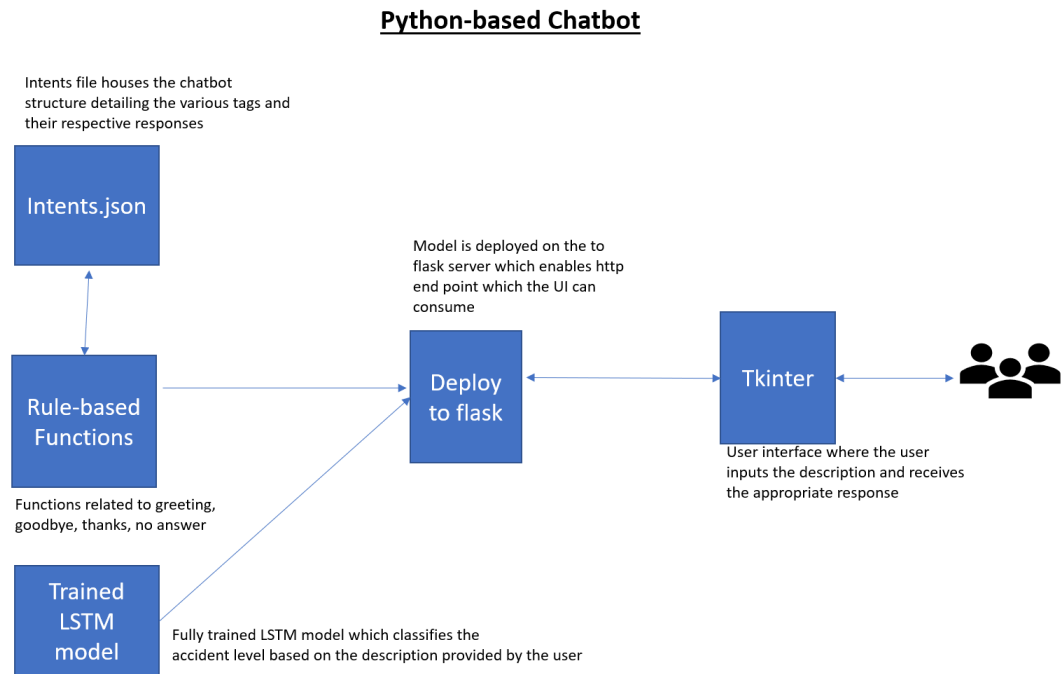 Python-based Chatbot
Intents file houses the chatbot
structure detailing the various tags and
their respective responses
Intents.json
Model is deployed on the to
flask server which enables http
end point which the UI can
consume
Rule-based
Functions
Deploy
to flask
Tkinter
User interface where the user
inputs the description and receives
the appropriate response
Functions related to greeting,
goodbye, thanks, no answer
Trained
LSTM
model
Fully trained LSTM model which classifies the
accident level based on the description provided by the user